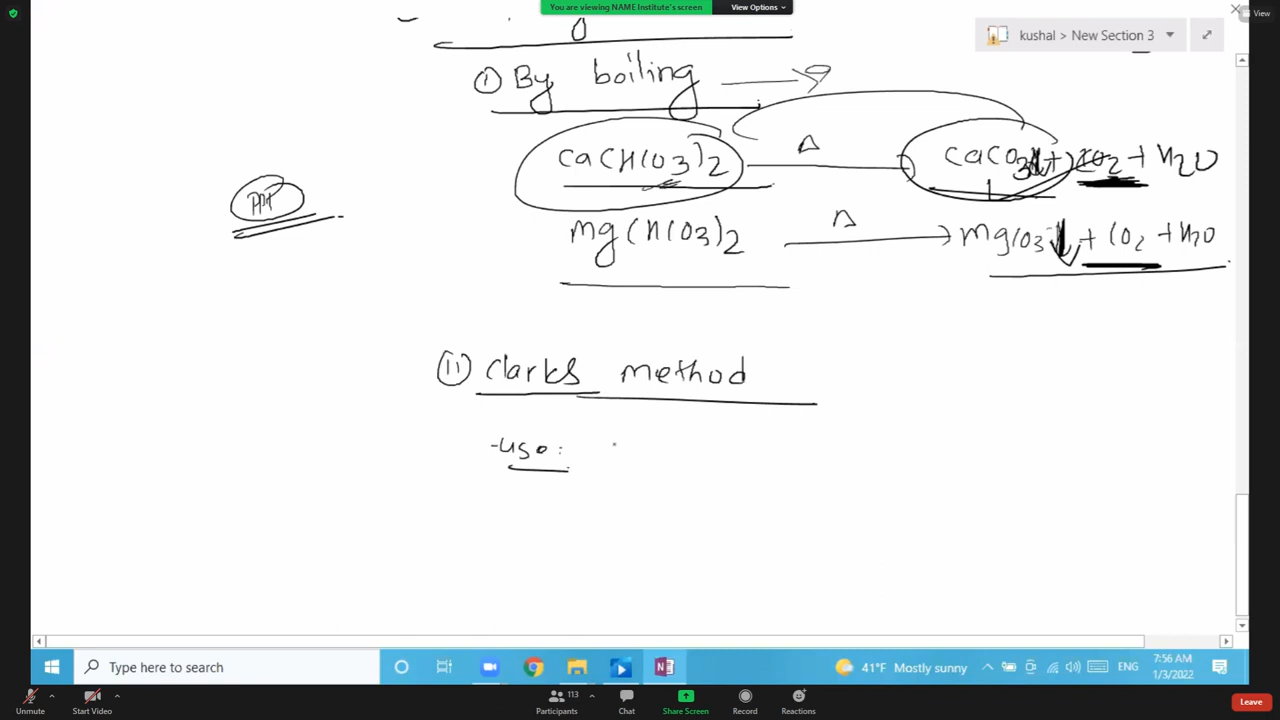 You are viewing NAME Institute's screen
View Options
View
kushal > New Section 3
① By boiling →
Ca(HCO3)2 —Δ→ CaCO3↓ + CO2 + H2O
PPT
Mg(HCO3)2 —Δ→ MgCO3↓ + CO2 + H2O
⑪ Clarks method
-Use:
Type here to search
41°F Mostly sunny
ENG
7:56 AM
1/3/2022
Unmute
Start Video
Participants 113
Chat
Share Screen
Record
Reactions
Leave